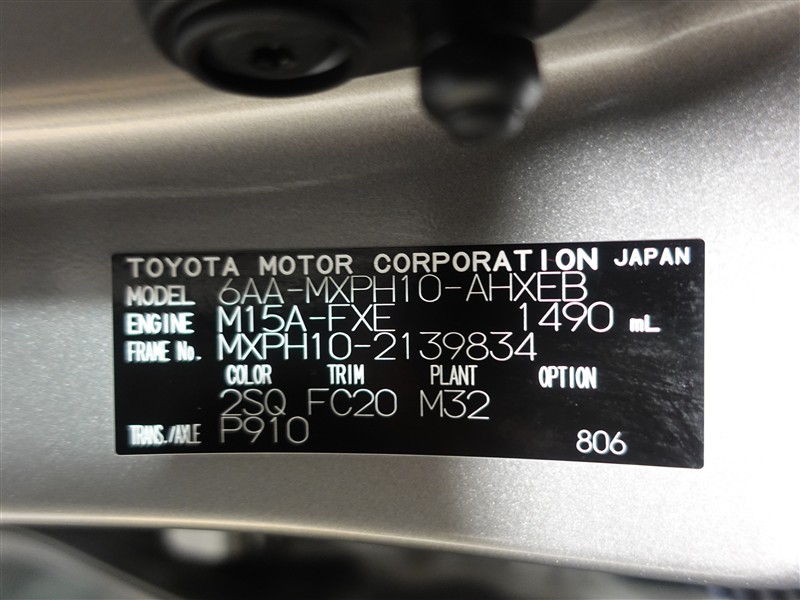 TOYOTA MOTOR CORPORATION JAPAN
MODEL 6AA-MXPH10-AHXEB
ENGINE M15A-FXE 1490 mL
FRAME No. MXPH10-2139834
COLOR TRIM PLANT OPTION
2SQ FC20 M32
TRANS./AXLE P910
806